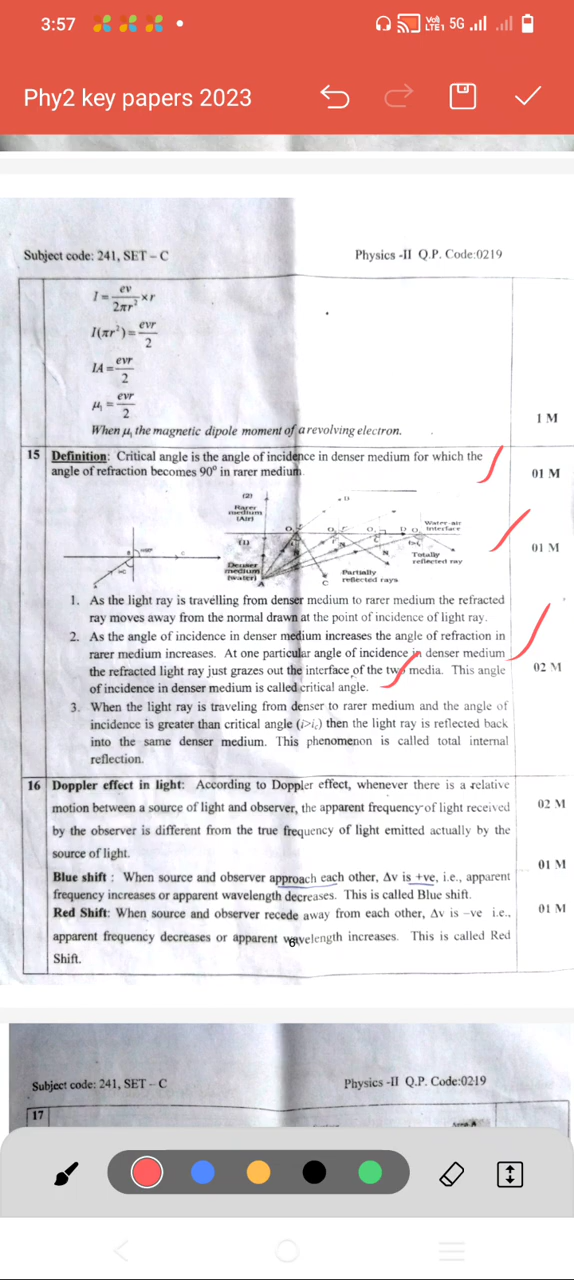 3:57
Vo)
LTE1 5G
Phy2 key papers 2023
Subject code: 241, SET – C
Physics -II Q.P. Code:0219
I = ev/2πr² × r
I(πr²) = evr/2
IA = evr/2
μₗ = evr/2
When μₗ the magnetic dipole moment of a revolving electron.
1 M
15 Definition: Critical angle is the angle of incidence in denser medium for which the
angle of refraction becomes 90° in rarer medium.
01 M
(2)
Rarer
medium
(Air)
D
Water-air
interface
(1)
Denser
medium
(water)
A
Partially
reflected rays
Totally
reflected ray
N
C
01 M
1. As the light ray is travelling from denser medium to rarer medium the refracted
ray moves away from the normal drawn at the point of incidence of light ray.
2. As the angle of incidence in denser medium increases the angle of refraction in
rarer medium increases. At one particular angle of incidence in denser medium
the refracted light ray just grazes out the interface of the two media. This angle
of incidence in denser medium is called critical angle.
02 M
3. When the light ray is traveling from denser to rarer medium and the angle of
incidence is greater than critical angle (i>i꜀) then the light ray is reflected back
into the same denser medium. This phenomenon is called total internal
reflection.
16 Doppler effect in light: According to Doppler effect, whenever there is a relative
motion between a source of light and observer, the apparent frequency of light received
by the observer is different from the true frequency of light emitted actually by the
source of light.
02 M
Blue shift : When source and observer approach each other, Δν is +ve, i.e., apparent
frequency increases or apparent wavelength decreases. This is called Blue shift.
01 M
Red Shift: When source and observer recede away from each other, Δν is –ve i.e.,
apparent frequency decreases or apparent wavelength increases. This is called Red
Shift.
01 M
6
Subject code: 241, SET – C
Physics -II Q.P. Code:0219
17